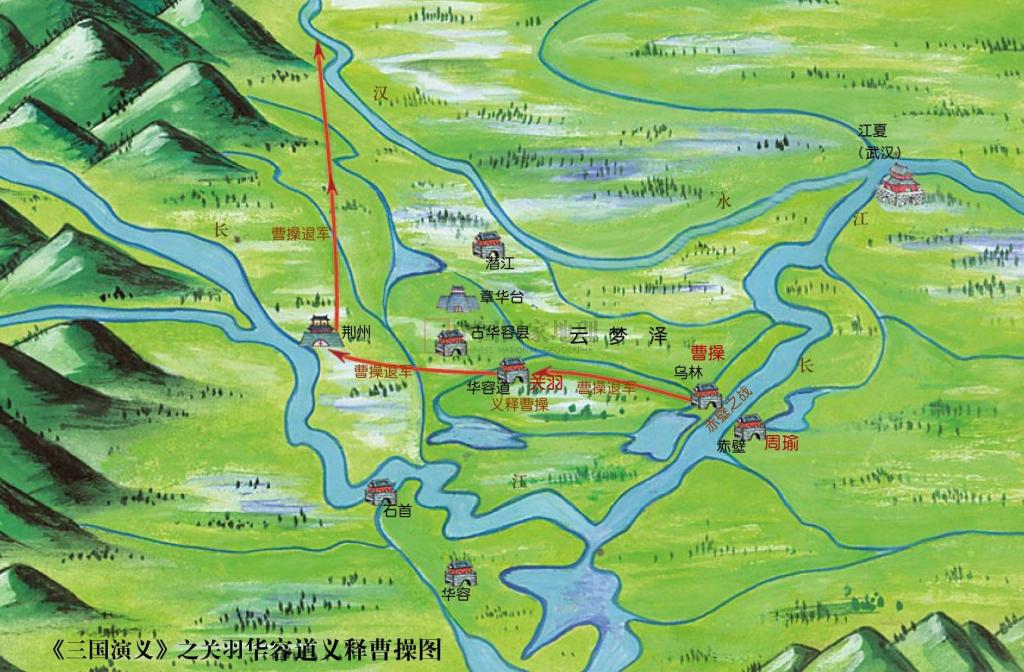 汉
江夏
（武汉）
水
江
长
曹操退军
潜江
章华台
荆州
古华容县
云梦泽
曹操
长
乌林
曹操退军
华容道
关羽
曹操退军
义释曹操
赤壁之战
赤壁
周瑜
江
石首
华容
《三国演义》之关羽华容道义释曹操图